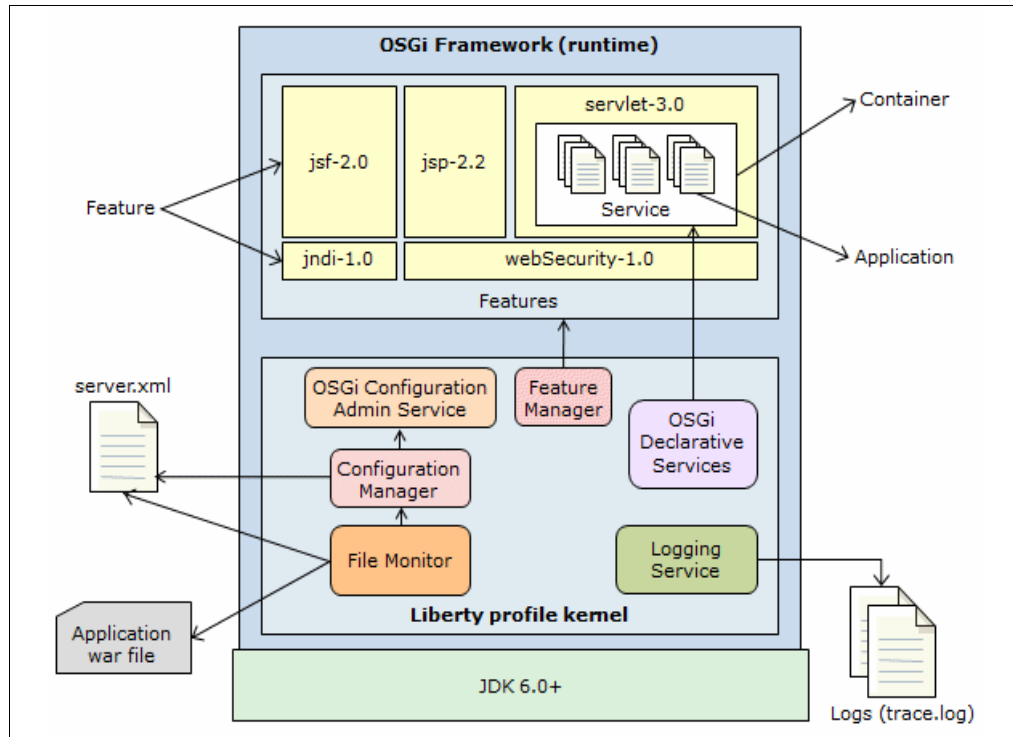 OSGi Framework (runtime)
servlet-3.0
Container
jsf-2.0
jsp-2.2
Feature
Service
Application
jndi-1.0
webSecurity-1.0
Features
server.xml
OSGi Configuration
Admin Service
Feature
Manager
OSGi
Declarative
Services
Configuration
Manager
File Monitor
Logging
Service
Liberty profile kernel
Application
war file
JDK 6.0+
Logs (trace.log)